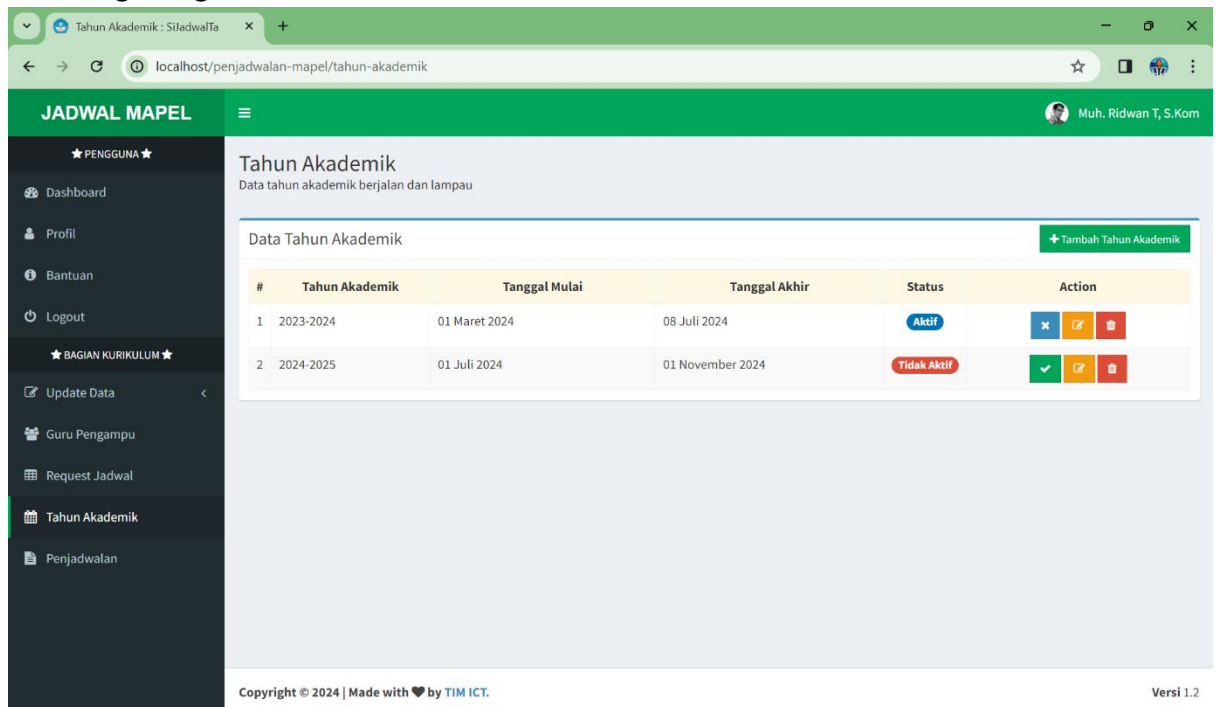 Tahun Akademik : SiJadwalTa
localhost/penjadwalan-mapel/tahun-akademik
JADWAL MAPEL
Muh. Ridwan T, S.Kom
PENGGUNA
Dashboard
Profil
Bantuan
Logout
BAGIAN KURIKULUM
Update Data
Guru Pengampu
Request Jadwal
Tahun Akademik
Penjadwalan
Tahun Akademik
Data tahun akademik berjalan dan lampau
Data Tahun Akademik
Tambah Tahun Akademik
# Tahun Akademik Tanggal Mulai Tanggal Akhir Status Action
1 2023-2024 01 Maret 2024 08 Juli 2024 Aktif
2 2024-2025 01 Juli 2024 01 November 2024 Tidak Aktif
Copyright © 2024 | Made with ♥ by TIM ICT.
Versi 1.2